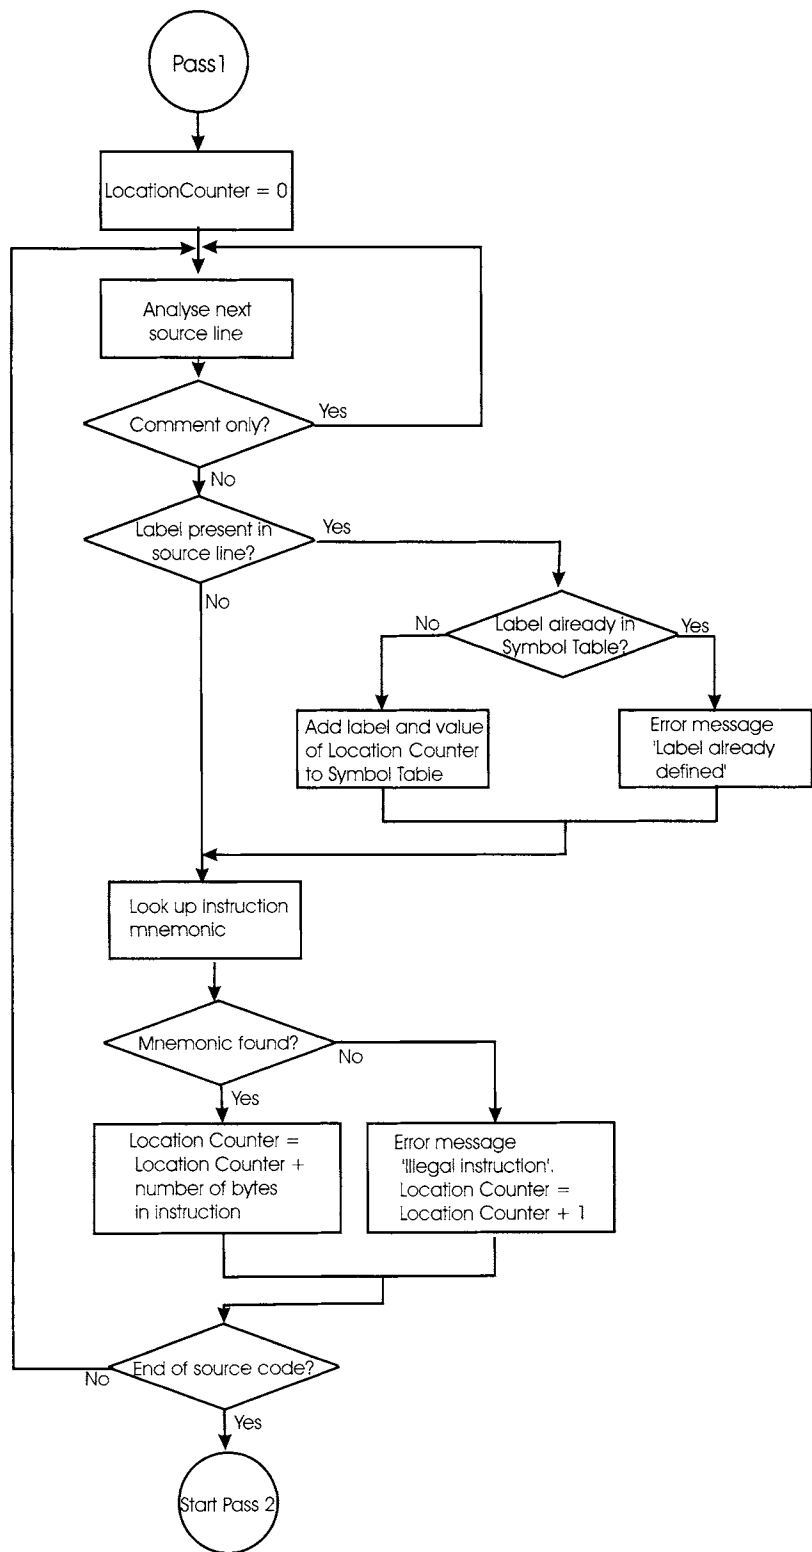 Pass1
LocationCounter = 0
Analyse next
source line
Comment only?
Yes
No
Label present in
source line?
Yes
No
Label already in
Symbol Table?
No
Yes
Add label and value
of Location Counter
to Symbol Table
Error message
'Label already
defined'
Look up instruction
mnemonic
Mnemonic found?
No
Yes
Location Counter =
Location Counter +
number of bytes
in instruction
Error message
'Illegal instruction'.
Location Counter =
Location Counter + 1
End of source code?
No
Yes
Start Pass 2